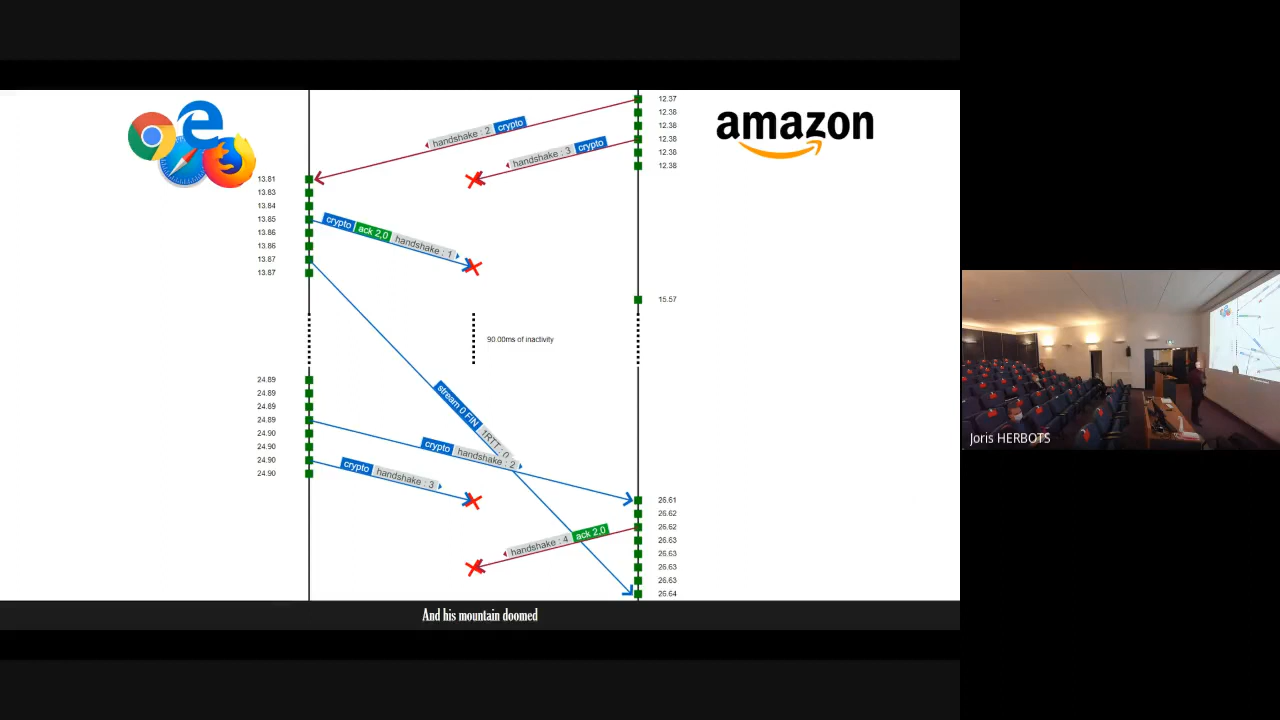 amazon
12.37
12.38
12.38
12.38
12.38
12.38
handshake : 2 crypto
handshake : 3 crypto
13.81
13.83
13.84
13.85
13.86
13.86
13.87
13.87
crypto ack 2,0 handshake : 1
15.57
90.00ms of inactivity
24.89
24.89
24.89
24.89
24.90
24.90
24.90
24.90
stream 0 FIN 1RTT : 0
crypto handshake : 2
crypto handshake : 3
26.61
26.62
26.62
26.63
26.63
26.63
26.63
26.64
handshake : 4 ack 2,0
And his mountain doomed
Joris HERBOTS